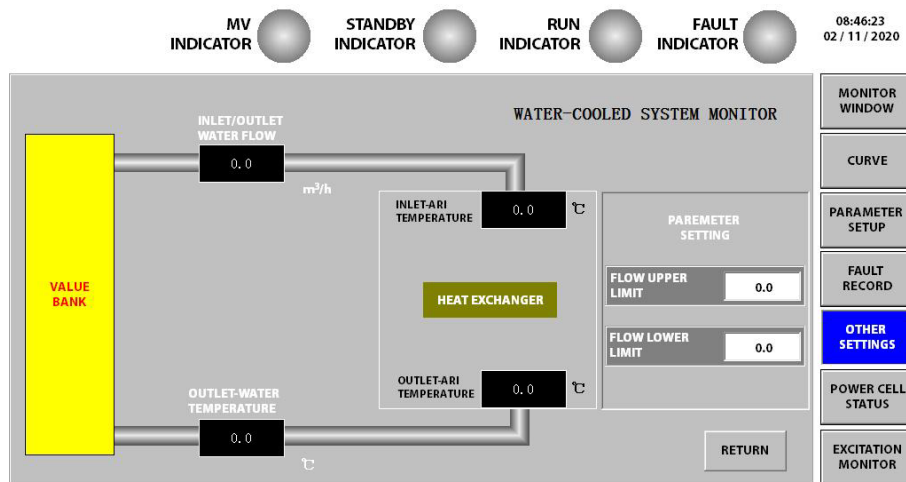 MV
INDICATOR
STANDBY
INDICATOR
RUN
INDICATOR
FAULT
INDICATOR
08:46:23
02 / 11 / 2020
WATER-COOLED SYSTEM MONITOR
INLET/OUTLET
WATER FLOW
0.0
m³/h
VALUE
BANK
INLET-ARI
TEMPERATURE
0.0
℃
HEAT EXCHANGER
OUTLET-ARI
TEMPERATURE
0.0
℃
OUTLET-WATER
TEMPERATURE
0.0
℃
PAREMETER
SETTING
FLOW UPPER
LIMIT
0.0
FLOW LOWER
LIMIT
0.0
RETURN
MONITOR
WINDOW
CURVE
PARAMETER
SETUP
FAULT
RECORD
OTHER
SETTINGS
POWER CELL
STATUS
EXCITATION
MONITOR